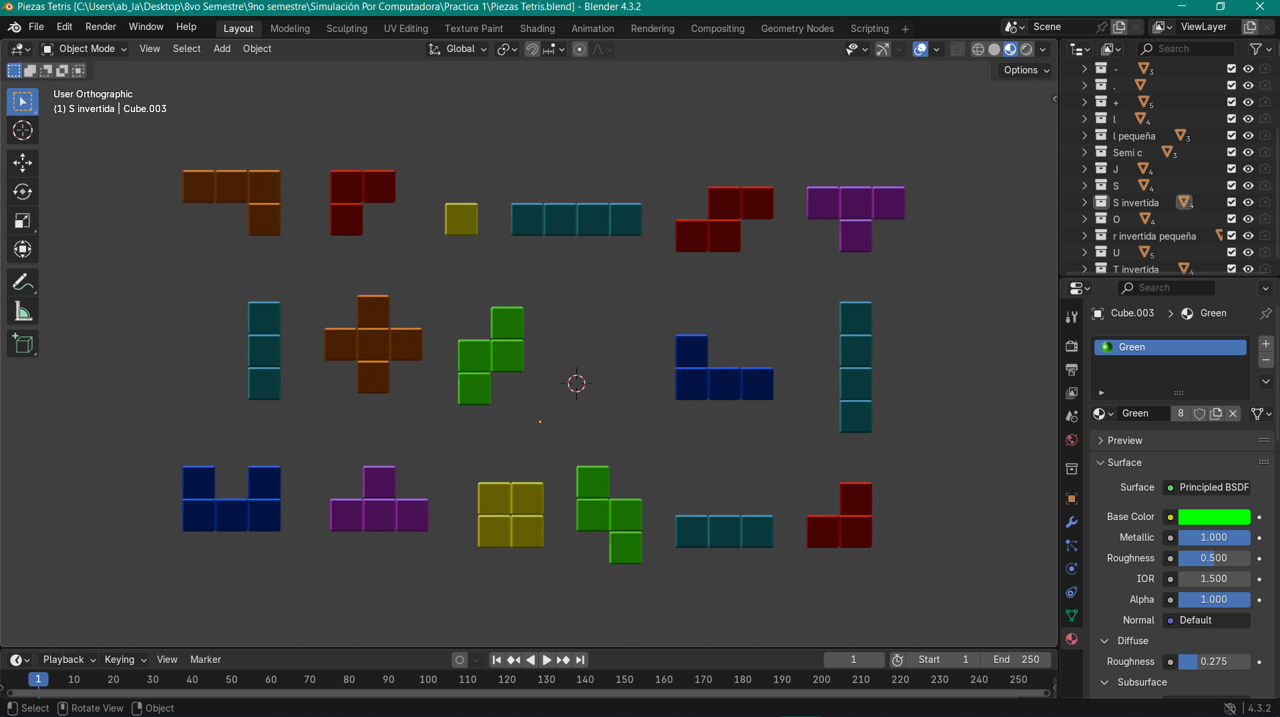 Piezas Tetris [C:\Users\ab_la\Desktop\8vo Semestre\9no semestre\Simulación Por Computadora\Practica 1\Piezas Tetris.blend] - Blender 4.3.2
File Edit Render Window Help Layout Modeling Sculpting UV Editing Texture Paint Shading Animation Rendering Compositing Geometry Nodes Scripting + Scene ViewLayer
Object Mode View Select Add Object Global Search
Options
User Orthographic
(1) S invertida | Cube.003
- 3
. 
+ 5
l 4
l pequeña 3
Semi c 3
J 4
S 4
S invertida 4
O 4
r invertida pequeña
U 5
T invertida 4
Search
Cube.003 > Green
Green
Green 8
Preview
Surface
Surface Principled BSDF
Base Color
Metallic 1.000
Roughness 0.500
IOR 1.500
Alpha 1.000
Normal Default
Diffuse
Roughness 0.275
Subsurface
Playback Keying View Marker 1 Start 1 End 250
1 10 20 30 40 50 60 70 80 90 100 110 120 130 140 150 160 170 180 190 200 210 220 230 240 250
Select Rotate View Object 4.3.2